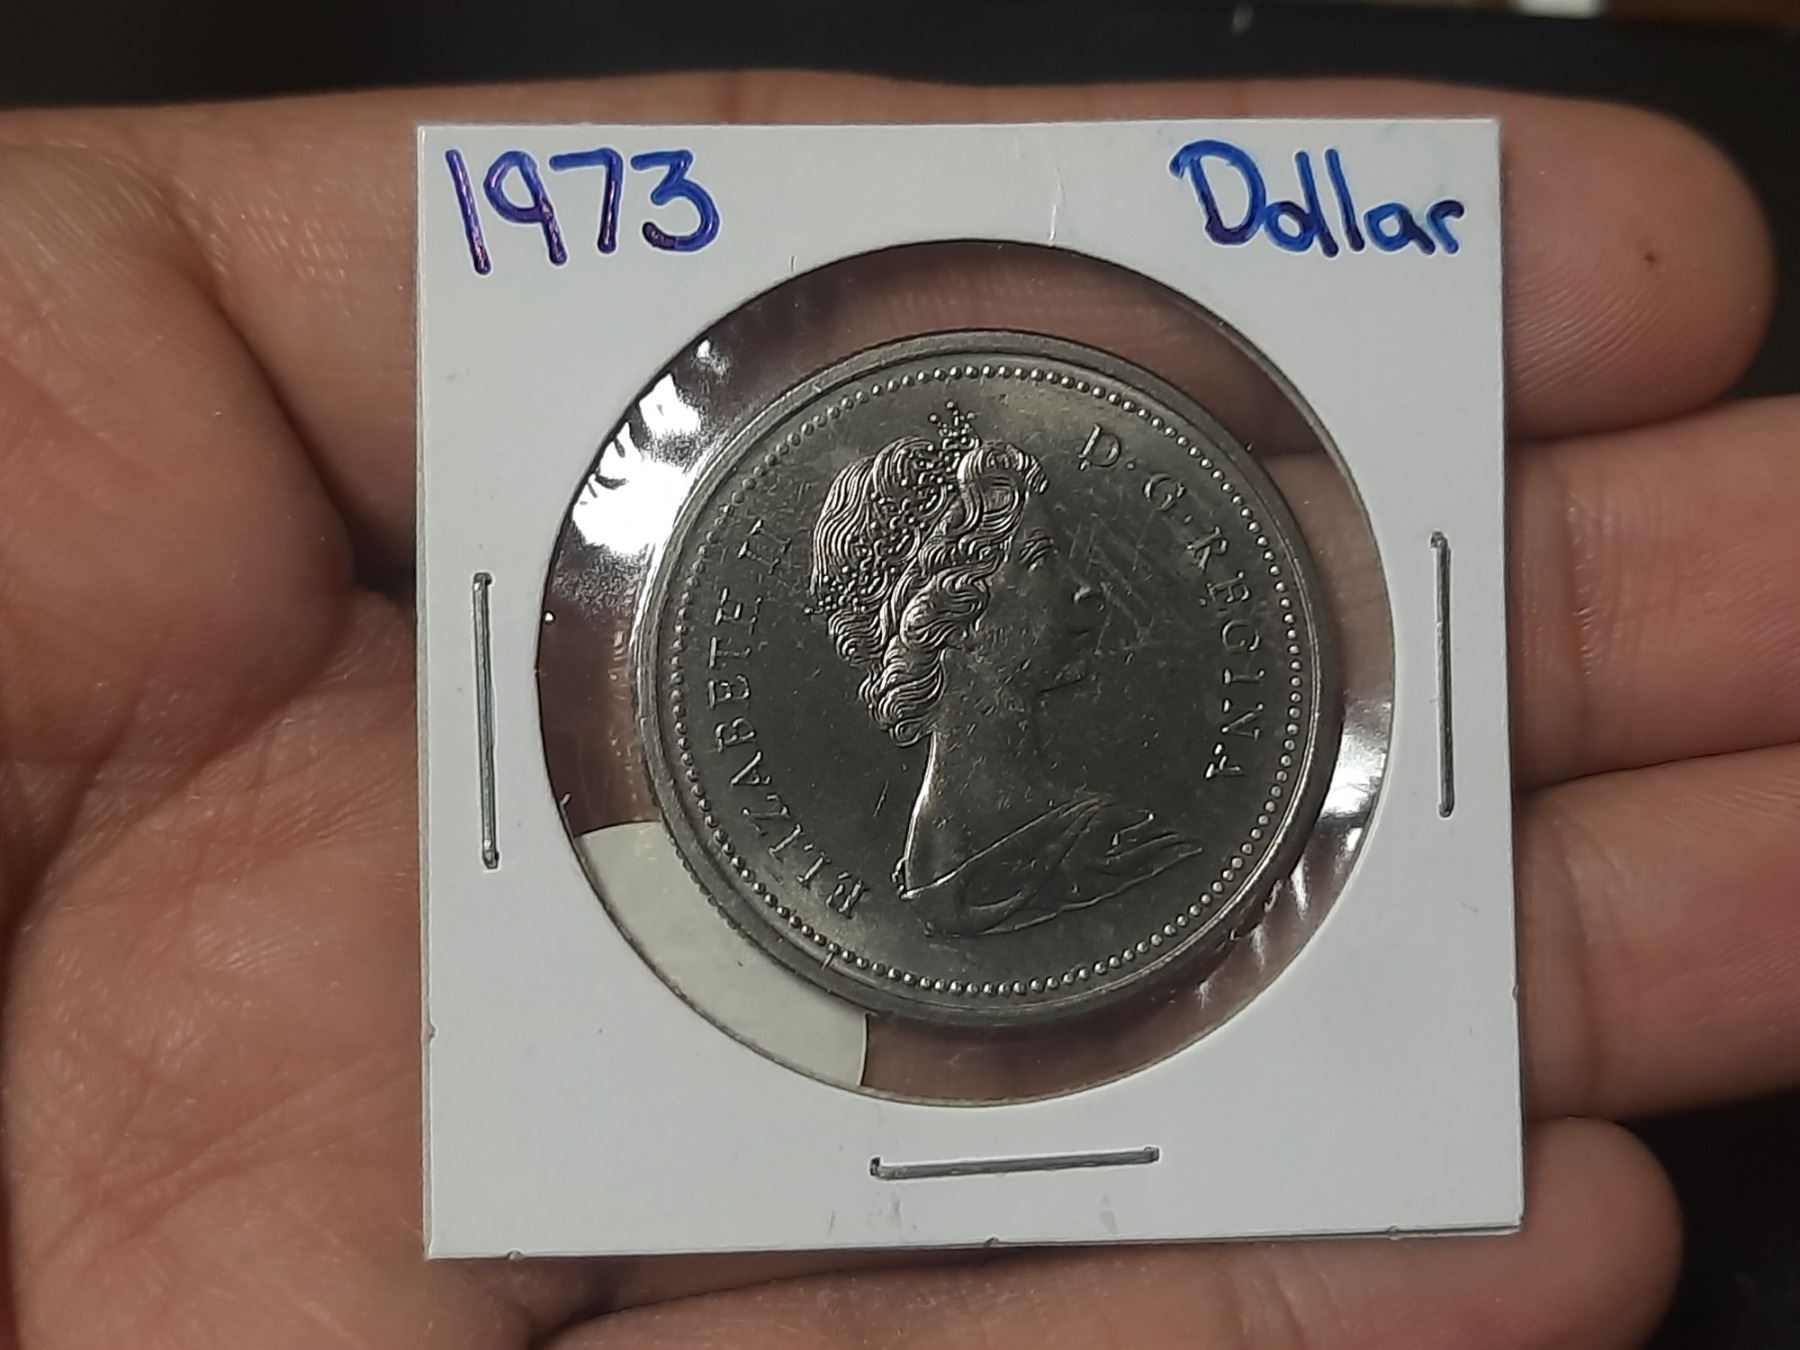 1973 Dollar
ELIZABETH II D·G·REGINA